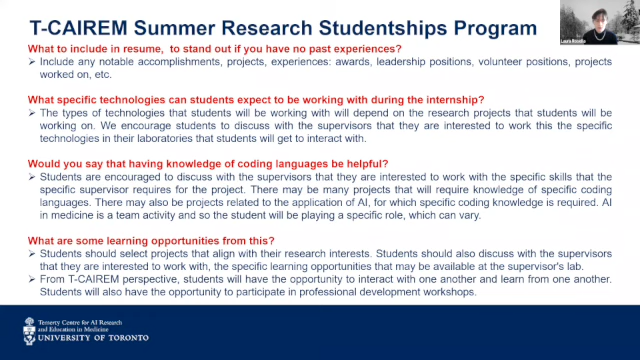 T-CAIREM Summer Research Studentships Program
What to include in resume, to stand out if you have no past experiences?
➢ Include any notable accomplishments, projects, experiences: awards, leadership positions, volunteer positions, projects
worked on, etc.
What specific technologies can students expect to be working with during the internship?
➢ The types of technologies that students will be working with will depend on the research projects that students will be
working on. We encourage students to discuss with the supervisors that they are interested to work this the specific
technologies in their laboratories that students will get to interact with.
Would you say that having knowledge of coding languages be helpful?
➢ Students are encouraged to discuss with the supervisors that they are interested to work with the specific skills that the
specific supervisor requires for the project. There may be many projects that will require knowledge of specific coding
languages. There may also be projects related to the application of AI, for which specific coding knowledge is required. AI
in medicine is a team activity and so the student will be playing a specific role, which can vary.
What are some learning opportunities from this?
➢ Students should select projects that align with their research interests. Students should also discuss with the supervisors
that they are interested to work with, the specific learning opportunities that may be available at the supervisor's lab.
➢ From T-CAIREM perspective, students will have the opportunity to interact with one another and learn from one another.
Students will also have the opportunity to participate in professional development workshops.
Temerty Centre for AI Research
and Education in Medicine
UNIVERSITY OF TORONTO
Laura